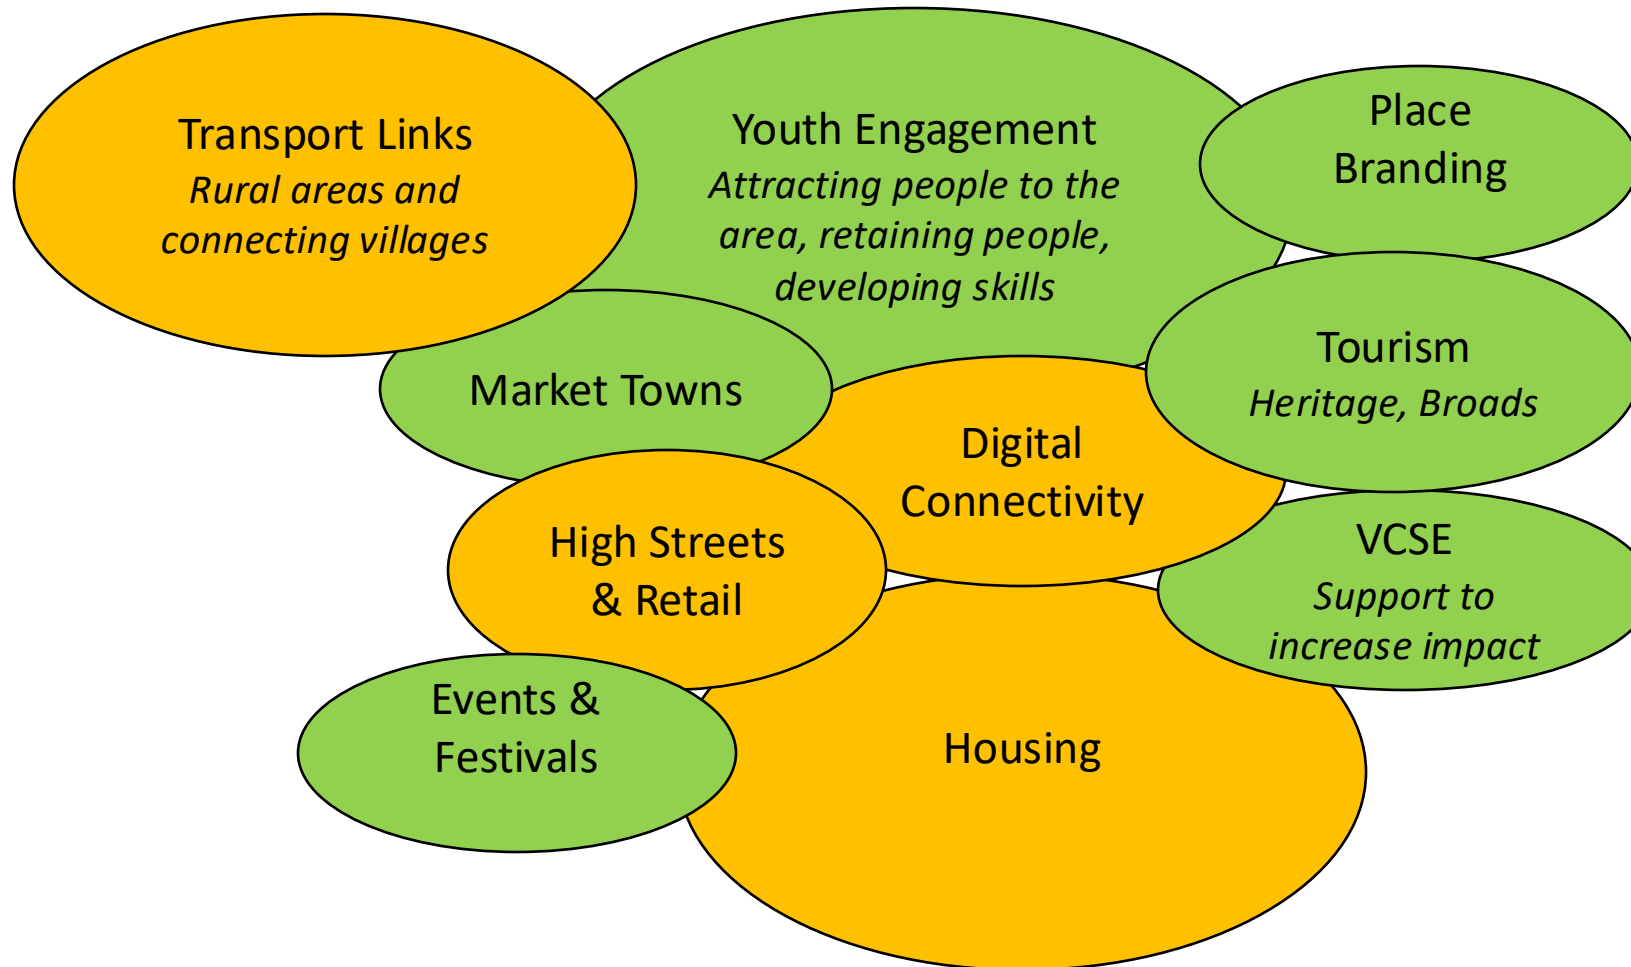 Transport Links
Rural areas and
connecting villages
Youth Engagement
Attracting people to the
area, retaining people,
developing skills
Place
Branding
Market Towns
Tourism
Heritage, Broads
Digital
Connectivity
High Streets
& Retail
VCSE
Support to
increase impact
Events &
Festivals
Housing